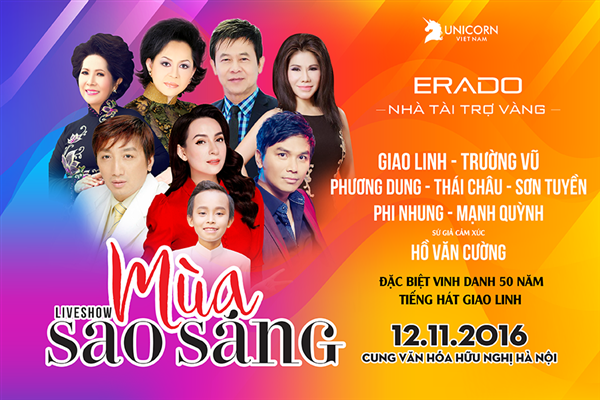 UNICORN
VIETNAM
ERADO
NHÀ TÀI TRỢ VÀNG
GIAO LINH - TRƯỜNG VŨ
PHƯƠNG DUNG - THÁI CHÂU - SƠN TUYỀN
PHI NHUNG - MẠNH QUỲNH
SỨ GIẢ CẢM XÚC
HỒ VĂN CƯỜNG
ĐẶC BIỆT VINH DANH 50 NĂM
TIẾNG HÁT GIAO LINH
12.11.2016
CUNG VĂN HÓA HỮU NGHỊ HÀ NỘI
LIVESHOW
Mùa
sao sáng